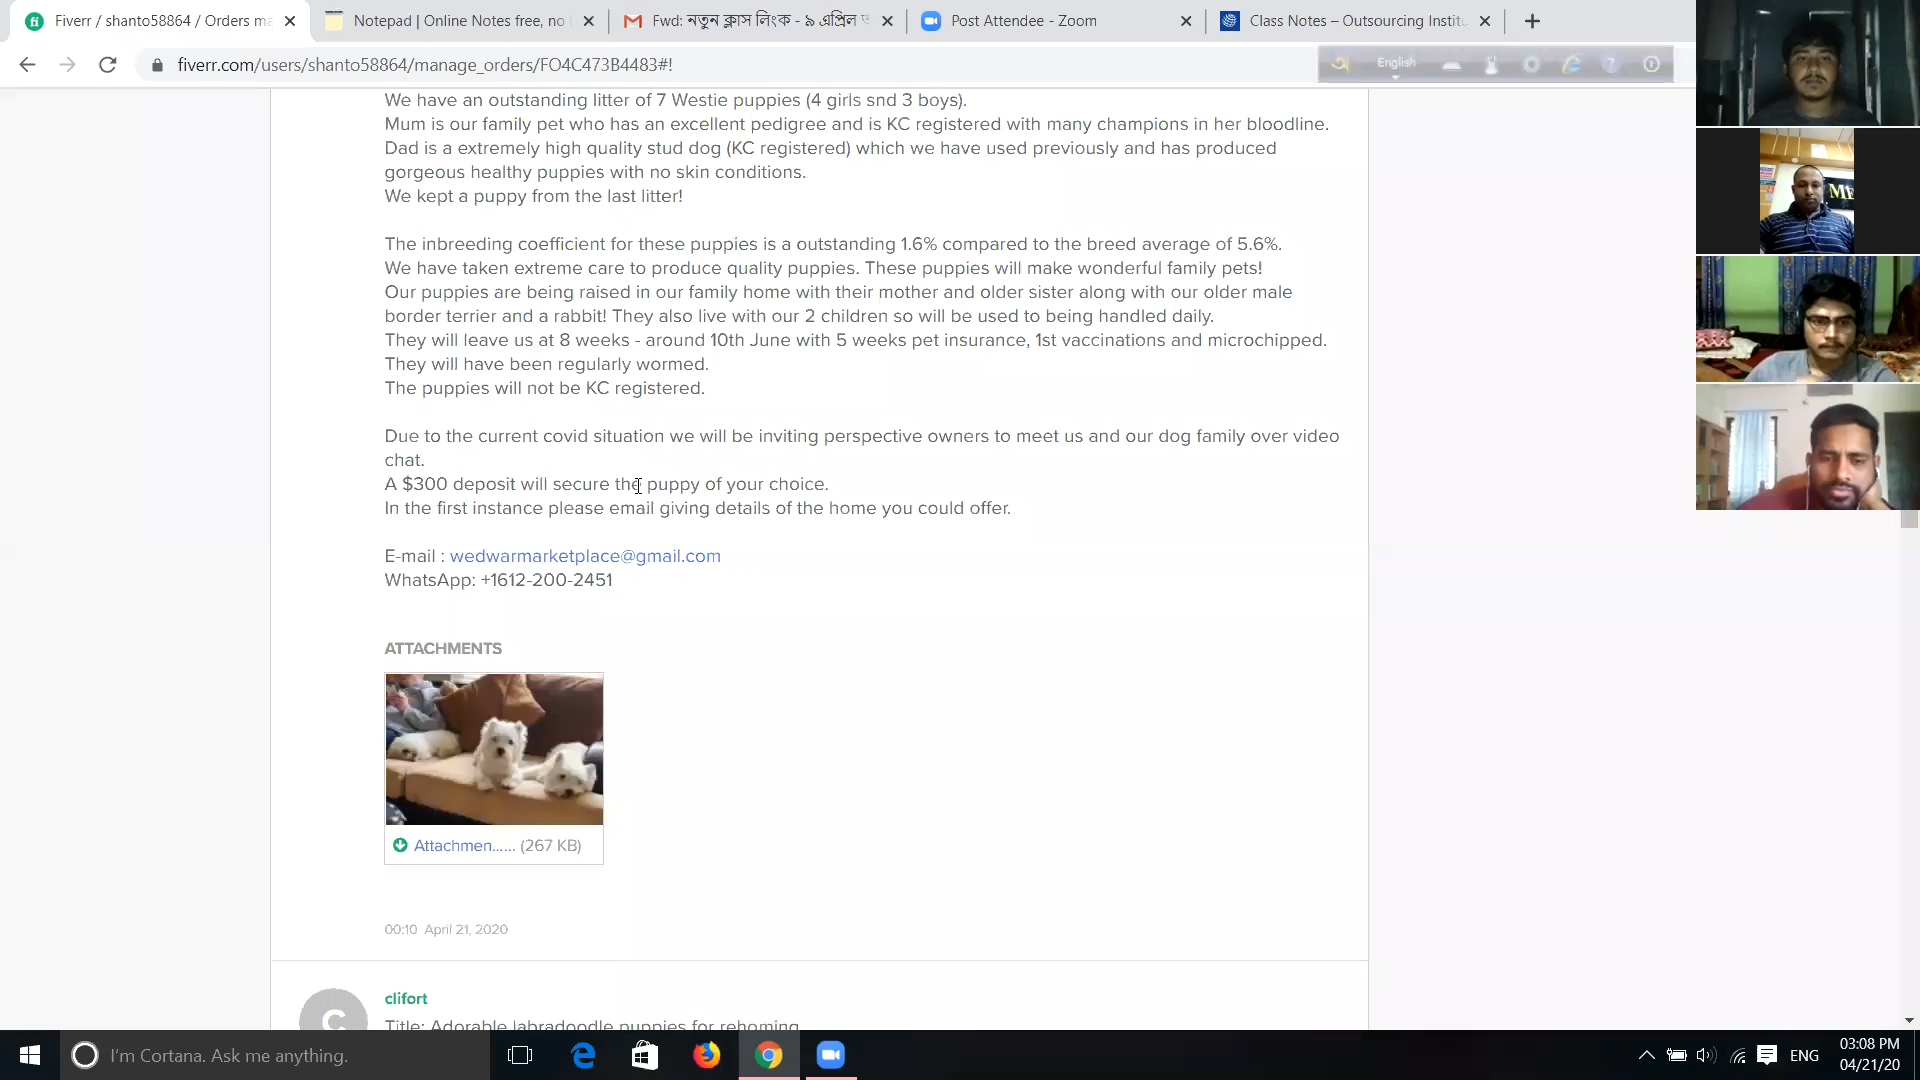 Fiverr / shanto58864 / Orders ma
Notepad | Online Notes free, no
Fwd: নতুন ক্লাস লিংক - ৯ এপ্রিল
Post Attendee - Zoom
Class Notes – Outsourcing Institu
fiverr.com/users/shanto58864/manage_orders/FO4C473B4483#!
English
We have an outstanding litter of 7 Westie puppies (4 girls snd 3 boys).
Mum is our family pet who has an excellent pedigree and is KC registered with many champions in her bloodline.
Dad is a extremely high quality stud dog (KC registered) which we have used previously and has produced
gorgeous healthy puppies with no skin conditions.
We kept a puppy from the last litter!
The inbreeding coefficient for these puppies is a outstanding 1.6% compared to the breed average of 5.6%.
We have taken extreme care to produce quality puppies. These puppies will make wonderful family pets!
Our puppies are being raised in our family home with their mother and older sister along with our older male
border terrier and a rabbit! They also live with our 2 children so will be used to being handled daily.
They will leave us at 8 weeks - around 10th June with 5 weeks pet insurance, 1st vaccinations and microchipped.
They will have been regularly wormed.
The puppies will not be KC registered.
Due to the current covid situation we will be inviting perspective owners to meet us and our dog family over video
chat.
A $300 deposit will secure the puppy of your choice.
In the first instance please email giving details of the home you could offer.
E-mail : wedwarmarketplace@gmail.com
WhatsApp: +1612-200-2451
ATTACHMENTS
Attachmen...... (267 KB)
00:10 April 21, 2020
C
clifort
Title: Adorable labradoodle puppies for rehoming
I'm Cortana. Ask me anything.
ENG
03:08 PM
04/21/20